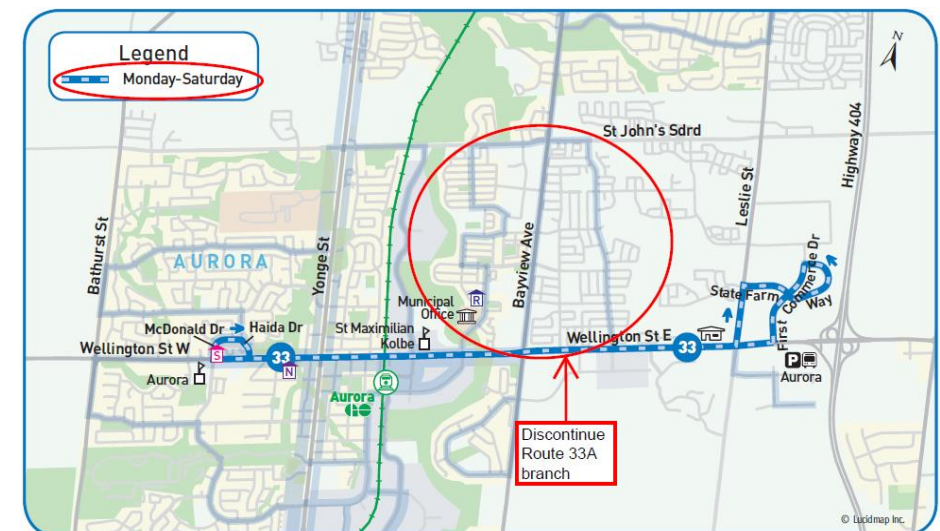 Legend
Monday-Saturday
N
St John's Sdrd
Highway 404
Leslie St
Bathurst St
AURORA
Yonge St
Bayview Ave
Commerce Dr
State Farm Way
First
Municipal
Office
R
McDonald Dr
Haida Dr
St Maximilian
Kolbe
Wellington St W
S
33
N
Wellington St E
33
P
Aurora
Aurora
Aurora
GO
Discontinue
Route 33A
branch
© Lucidmap Inc.